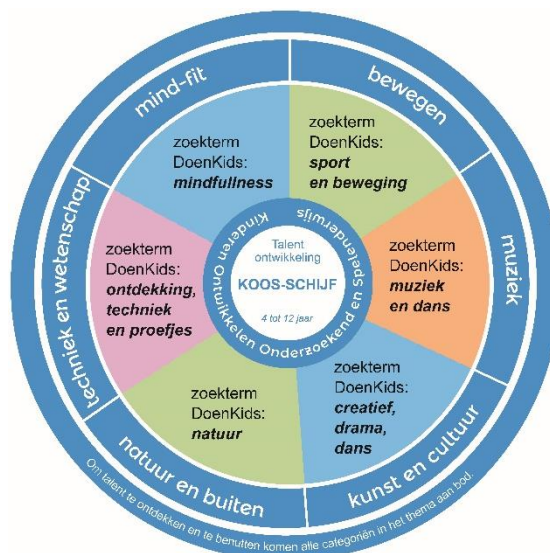 mind-fit
bewegen
muziek
kunst en cultuur
natuur en buiten
techniek en wetenschap
zoekterm
DoenKids:
mindfullness
zoekterm
DoenKids:
sport
en beweging
zoekterm
DoenKids:
muziek
en dans
zoekterm
DoenKids:
creatief,
drama,
dans
zoekterm
DoenKids:
natuur
zoekterm
DoenKids:
ontdekking,
techniek
en proefjes
Kinderen Ontwikkelen Onderzoekend en Spelenderwijs
Talent
ontwikkeling
KOOS-SCHIJF
4 tot 12 jaar
Om talent te ontdekken en te benutten komen alle categoriën in het thema aan bod.